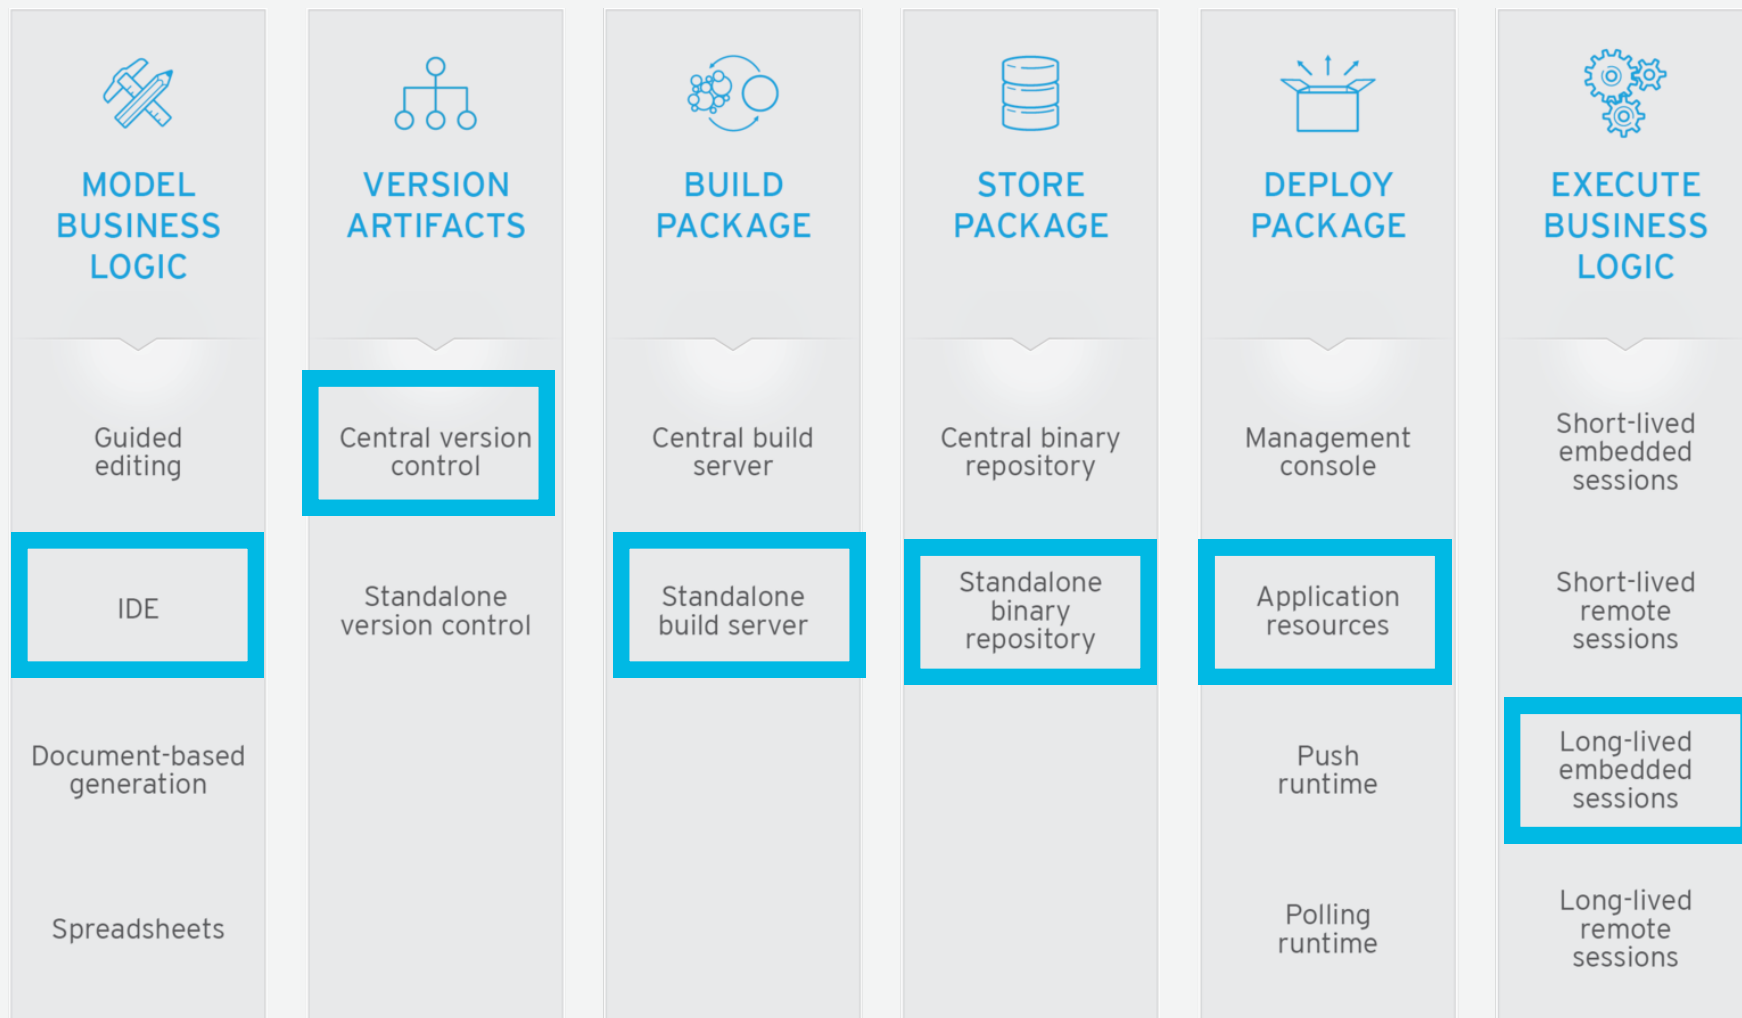 MODEL
BUSINESS
LOGIC
Guided
editing
IDE
Document-based
generation
Spreadsheets
VERSION
ARTIFACTS
Central version
control
Standalone
version control
BUILD
PACKAGE
Central build
server
Standalone
build server
STORE
PACKAGE
Central binary
repository
Standalone
binary
repository
DEPLOY
PACKAGE
Management
console
Application
resources
Push
runtime
Polling
runtime
EXECUTE
BUSINESS
LOGIC
Short-lived
embedded
sessions
Short-lived
remote
sessions
Long-lived
embedded
sessions
Long-lived
remote
sessions